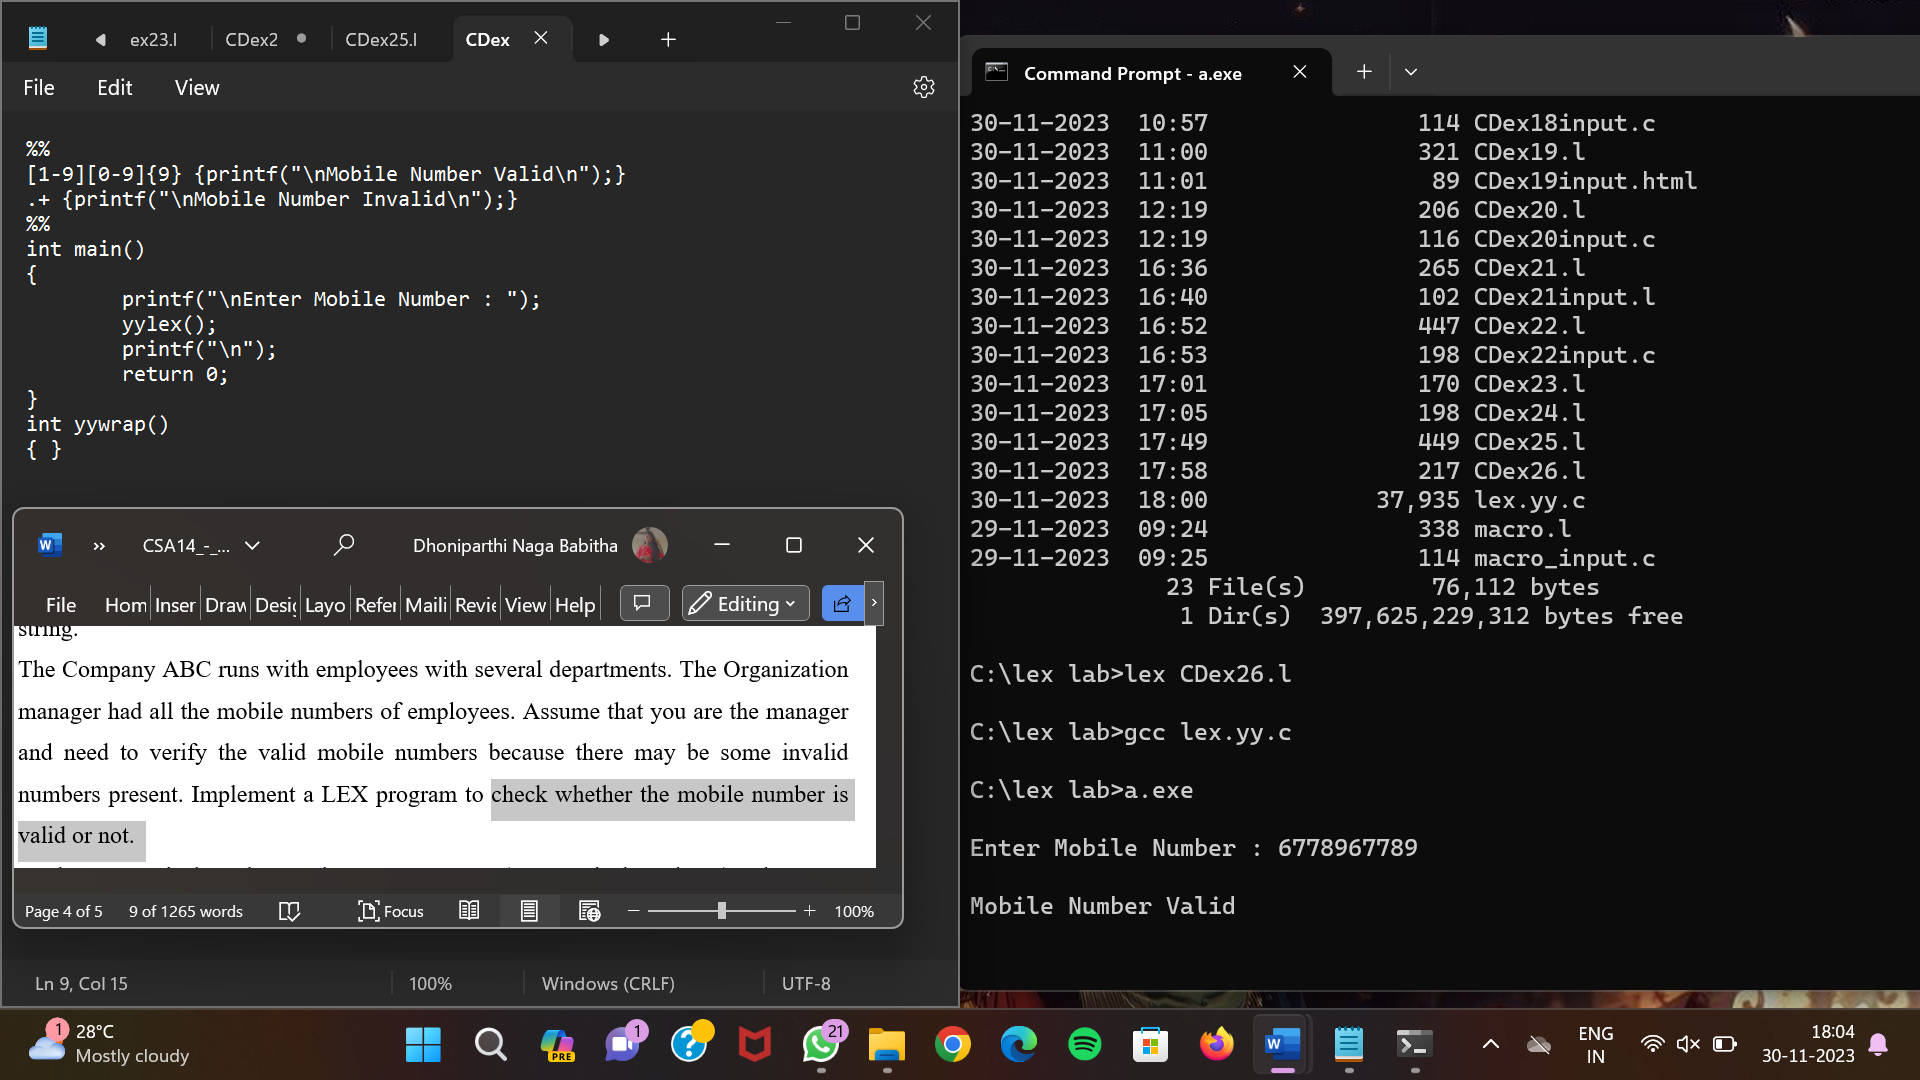 ex23.l
CDex2
CDex25.l
CDex
File
Edit
View
%%
[1-9][0-9]{9} {printf("\nMobile Number Valid\n");}
.+ {printf("\nMobile Number Invalid\n");}
%%
int main()
{
printf("\nEnter Mobile Number : ");
yylex();
printf("\n");
return 0;
}
int yywrap()
{ }
CSA14_-_...
Dhoniparthi Naga Babitha
File
Hom
Inser
Draw
Desig
Layo
Refer
Maili
Revie
View
Help
Editing
string.
The Company ABC runs with employees with several departments. The Organization
manager had all the mobile numbers of employees. Assume that you are the manager
and need to verify the valid mobile numbers because there may be some invalid
numbers present. Implement a LEX program to check whether the mobile number is
valid or not.
Page 4 of 5
9 of 1265 words
Focus
100%
Ln 9, Col 15
100%
Windows (CRLF)
UTF-8
Command Prompt - a.exe
30-11-2023 10:57 114 CDex18input.c
30-11-2023 11:00 321 CDex19.l
30-11-2023 11:01 89 CDex19input.html
30-11-2023 12:19 206 CDex20.l
30-11-2023 12:19 116 CDex20input.c
30-11-2023 16:36 265 CDex21.l
30-11-2023 16:40 102 CDex21input.l
30-11-2023 16:52 447 CDex22.l
30-11-2023 16:53 198 CDex22input.c
30-11-2023 17:01 170 CDex23.l
30-11-2023 17:05 198 CDex24.l
30-11-2023 17:49 449 CDex25.l
30-11-2023 17:58 217 CDex26.l
30-11-2023 18:00 37,935 lex.yy.c
29-11-2023 09:24 338 macro.l
29-11-2023 09:25 114 macro_input.c
23 File(s) 76,112 bytes
1 Dir(s) 397,625,229,312 bytes free
C:\lex lab>lex CDex26.l
C:\lex lab>gcc lex.yy.c
C:\lex lab>a.exe
Enter Mobile Number : 6778967789
Mobile Number Valid
1
28°C
Mostly cloudy
PRE
1
21
ENG
IN
18:04
30-11-2023